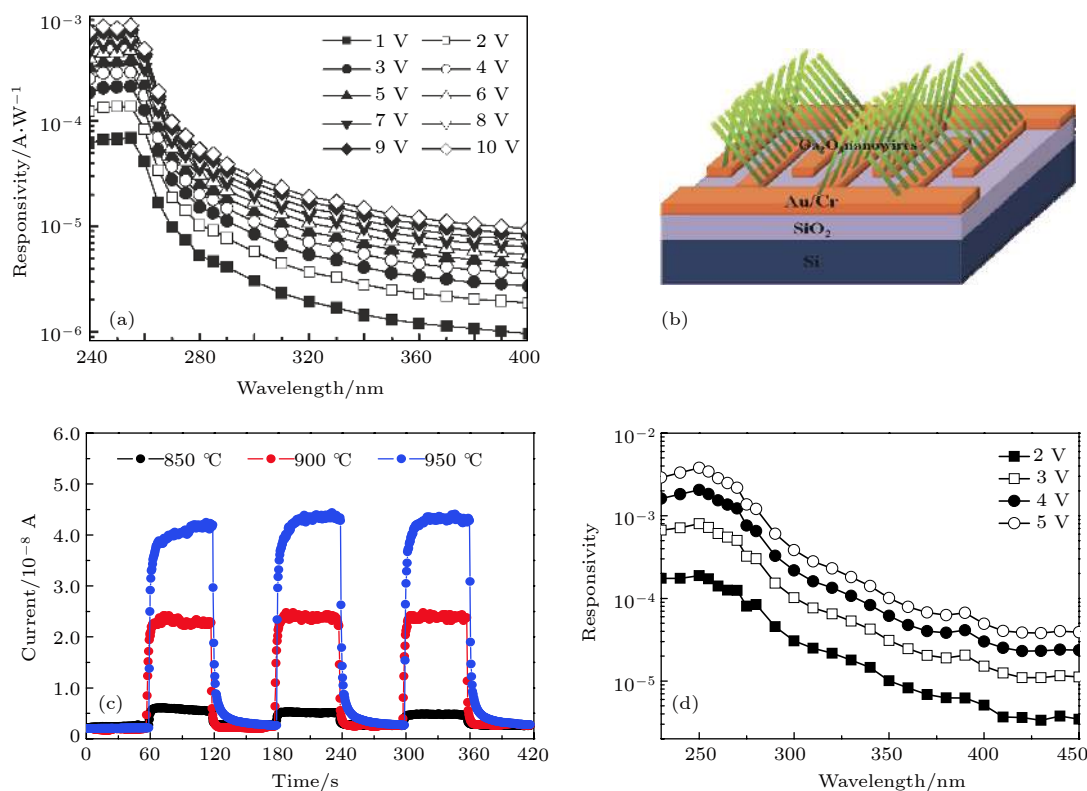 10⁻³
10⁻⁴
10⁻⁵
10⁻⁶
Responsivity/A·W⁻¹
1 V 2 V
3 V 4 V
5 V 6 V
7 V 8 V
9 V 10 V
(a)
240 280 320 360 400
Wavelength/nm
Ga₂O₃ nanowires
Au/Cr
SiO₂
Si
(b)
6.0
5.0
4.0
3.0
2.0
1.0
0
Current/10⁻⁸ A
850 ℃ 900 ℃ 950 ℃
(c)
0 60 120 180 240 300 360 420
Time/s
10⁻²
10⁻³
10⁻⁴
10⁻⁵
Responsivity
2 V
3 V
4 V
5 V
(d)
250 300 350 400 450
Wavelength/nm